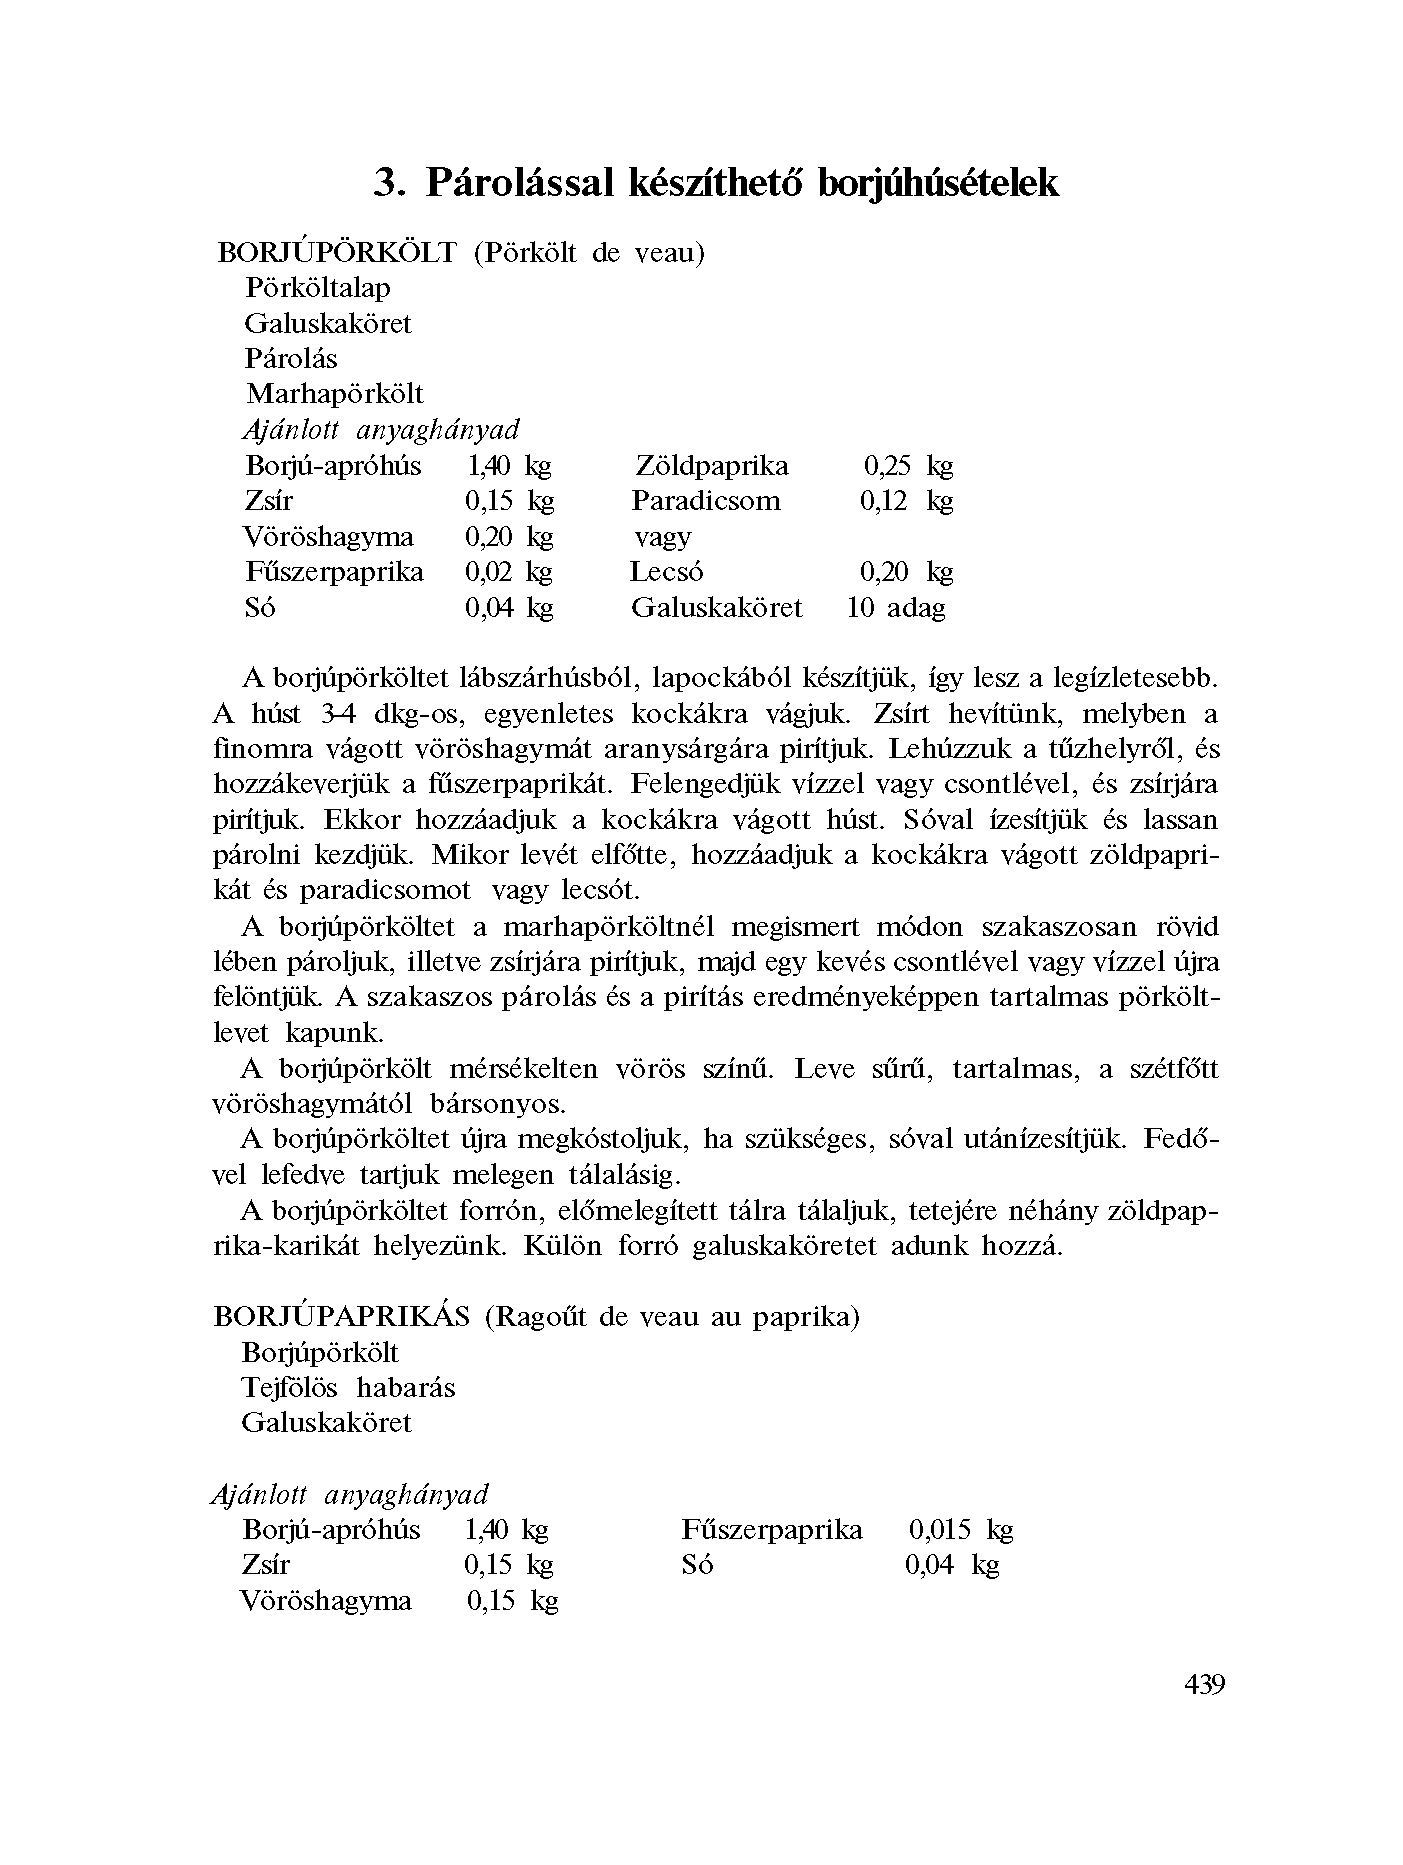 3. Párolással készíthető borjúhúsételek
BORJÚPÖRKÖLT (Pörkölt de veau)
Pörköltalap
Galuskaköret
Párolás
Marhapörkölt
Ajánlott anyaghányad
Borjú-apróhús 1,40 kg Zöldpaprika 0,25 kg
Zsír 0,15 kg Paradicsom 0,12 kg
Vöröshagyma 0,20 kg vagy
Fűszerpaprika 0,02 kg Lecsó 0,20 kg
Só 0,04 kg Galuskaköret 10 adag
A borjúpörköltet lábszárhúsból, lapockából készítjük, így lesz a legízletesebb.
A húst 3-4 dkg-os, egyenletes kockákra vágjuk. Zsírt hevítünk, melyben a
finomra vágott vöröshagymát aranysárgára pirítjuk. Lehúzzuk a tűzhelyről, és
hozzákeverjük a fűszerpaprikát. Felengedjük vízzel vagy csontlével, és zsírjára
pirítjuk. Ekkor hozzáadjuk a kockákra vágott húst. Sóval ízesítjük és lassan
párolni kezdjük. Mikor levét elfőtte, hozzáadjuk a kockákra vágott zöldpapri-
kát és paradicsomot vagy lecsót.
A borjúpörköltet a marhapörköltnél megismert módon szakaszosan rövid
lében pároljuk, illetve zsírjára pirítjuk, majd egy kevés csontlével vagy vízzel újra
felöntjük. A szakaszos párolás és a pirítás eredményeképpen tartalmas pörkölt-
levet kapunk.
A borjúpörkölt mérsékelten vörös színű. Leve sűrű, tartalmas, a szétfőtt
vöröshagymától bársonyos.
A borjúpörköltet újra megkóstoljuk, ha szükséges, sóval utánízesítjük. Fedő-
vel lefedve tartjuk melegen tálalásig.
A borjúpörköltet forrón, előmelegített tálra tálaljuk, tetejére néhány zöldpap-
rika-karikát helyezünk. Külön forró galuskaköretet adunk hozzá.
BORJÚPAPRIKÁS (Ragoűt de veau au paprika)
Borjúpörkölt
Tejfölös habarás
Galuskaköret
Ajánlott anyaghányad
Borjú-apróhús 1,40 kg Fűszerpaprika 0,015 kg
Zsír 0,15 kg Só 0,04 kg
Vöröshagyma 0,15 kg
439